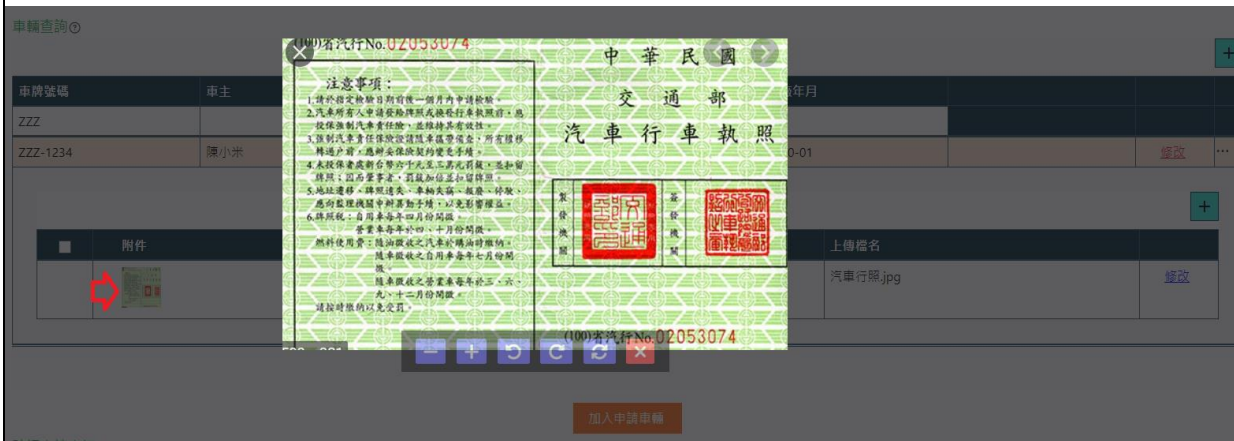 車輛查詢
(100)省汽行No.02053074
車牌號碼
車主
年月
ZZZ
ZZZ-1234
陳小米
0-01
修改
...
注意事項：
1.請於指定檢驗日期前後一個月內申請檢驗。
2.汽車所有人申請發給牌照或換發行車執照前，應
投保強制汽車責任險，並維持其有效性。
3.強制汽車責任保險證請隨車攜帶備查，所有權移
轉過戶前，應辦妥保險契約變更手續。
4.未投保者處新台幣六千元至三萬元罰鍰，並扣留
牌照；因而肇事者，罰鍰加倍並扣留牌照。
5.地址遷移、牌照遺失、車輛失竊、報廢、停駛，
應向監理機關申辦異動手續，以免影響權益。
6.牌照稅：自用車每年四月份開徵。
營業車每年於四、十月份開徵。
燃料使用費：隨油徵收之汽車於購油時繳納。
隨車徵收之自用車每年七月份開
徵。
隨車徵收之營業車每年於三、六、
九、十二月份開徵。
請按時繳納以免受罰。
中華民國
交通部
汽車行車執照
製發機關
簽發機關
(100)省汽行No.02053074
附件
上傳檔名
汽車行照.jpg
修改
加入申請車輛